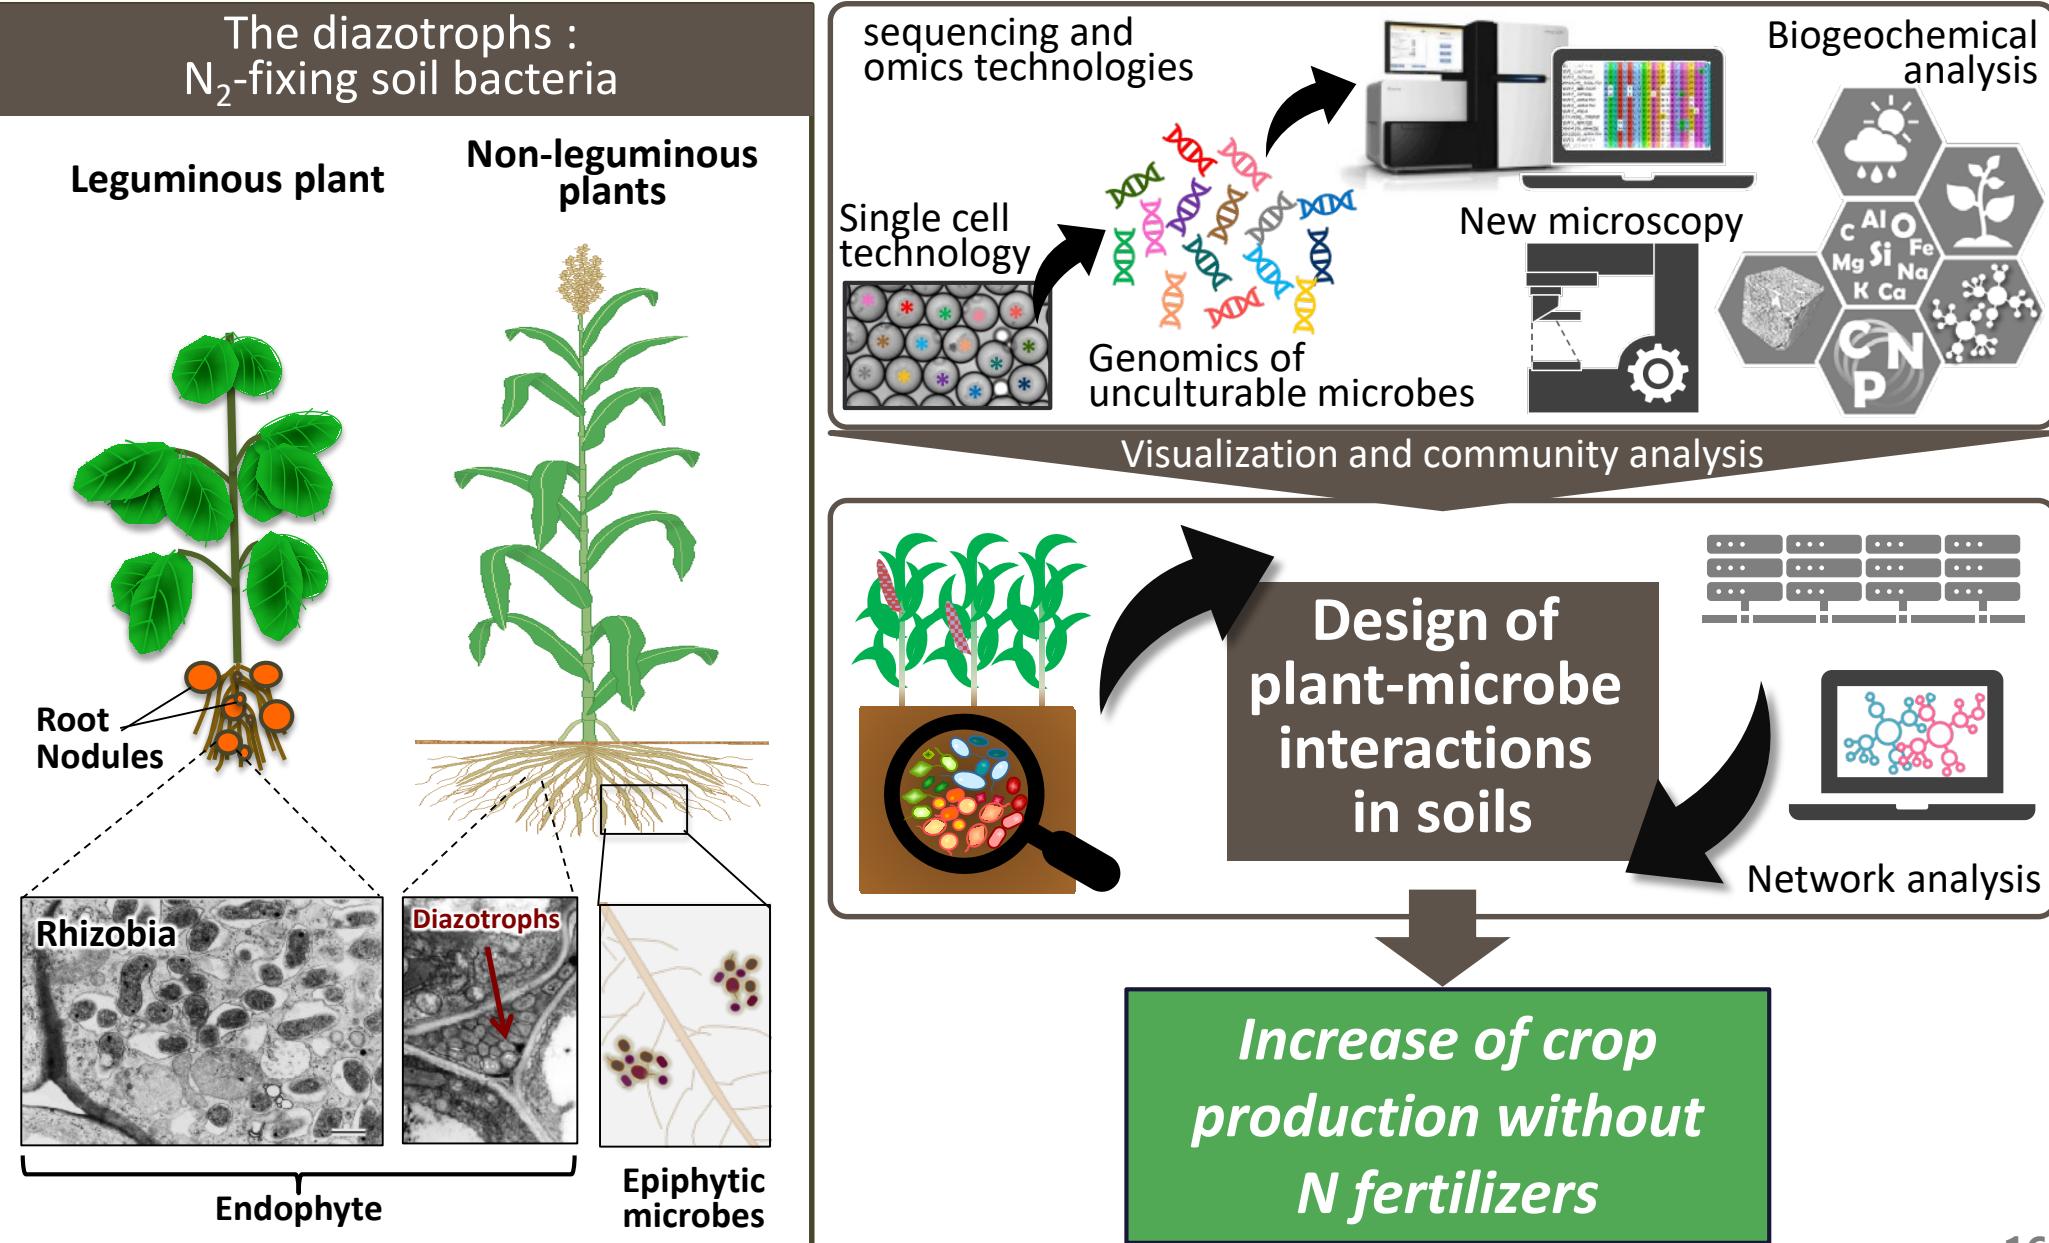 The diazotrophs :
N₂-fixing soil bacteria
Leguminous plant
Non-leguminous
plants
Root
Nodules
Rhizobia
Diazotrophs
Endophyte
Epiphytic
microbes
sequencing and
omics technologies
Single cell
technology
Genomics of
unculturable microbes
New microscopy
Biogeochemical
analysis
C Al O
Mg Si Fe
Na
K Ca
C N
P
Visualization and community analysis
Design of
plant-microbe
interactions
in soils
Network analysis
Increase of crop
production without
N fertilizers